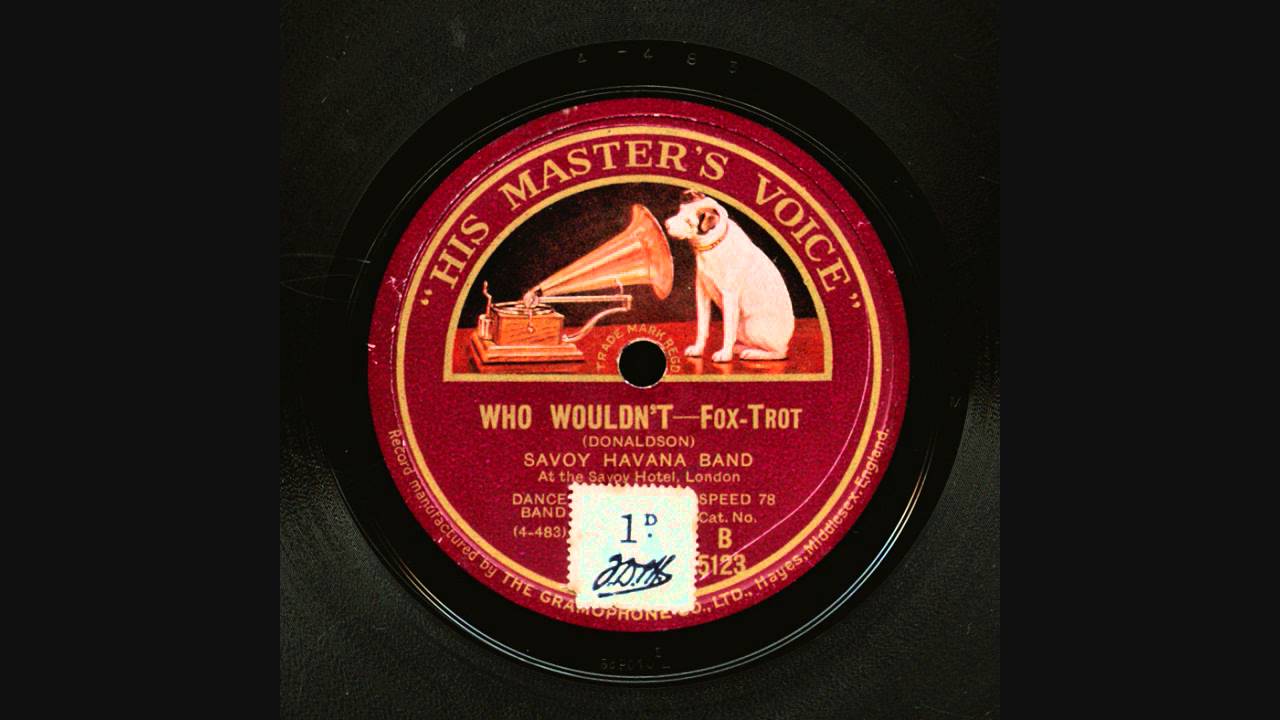 4-483
"HIS MASTER'S VOICE"
TRADE MARK REGD
WHO WOULDN'T—FOX-TROT
(DONALDSON)
SAVOY HAVANA BAND
At the Savoy Hotel, London
DANCE SPEED 78
BAND Cat. No.
(4-483) B
5123
1D.
Record manufactured by THE GRAMOPHONE CO., LTD., Hayes, Middlesex, England.